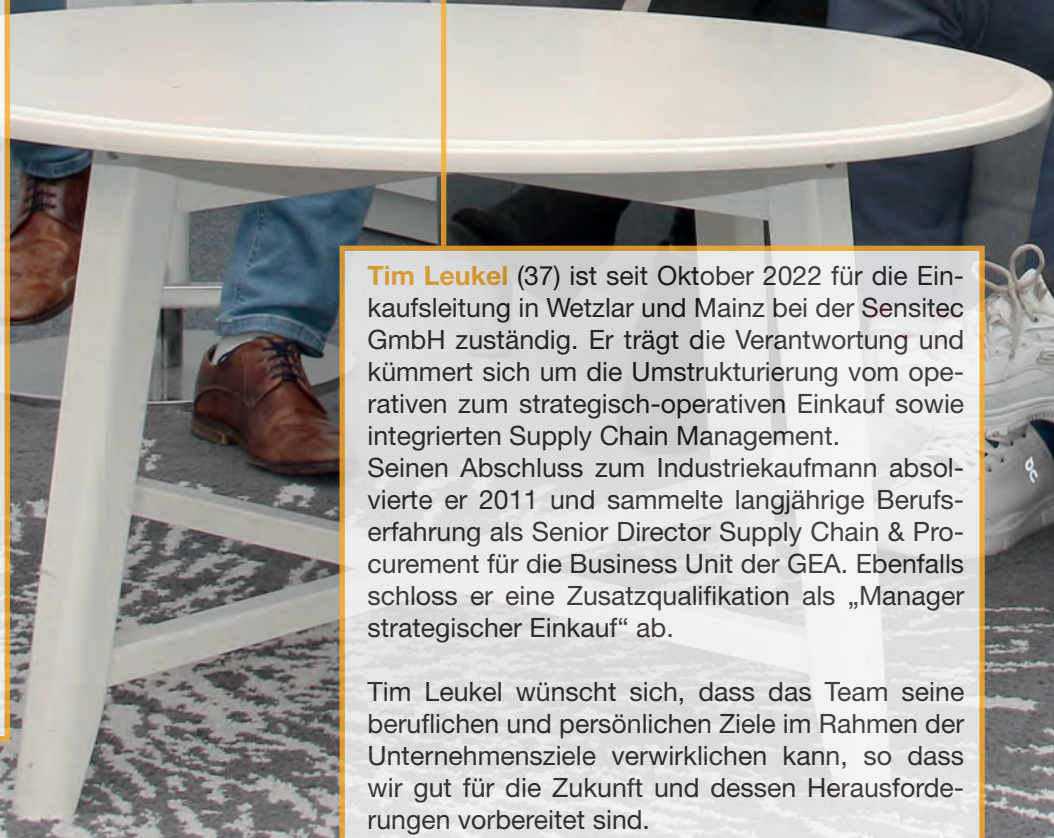 Tim Leukel (37) ist seit Oktober 2022 für die Ein-
kaufsleitung in Wetzlar und Mainz bei der Sensitec
GmbH zuständig. Er trägt die Verantwortung und
kümmert sich um die Umstrukturierung vom ope-
rativen zum strategisch-operativen Einkauf sowie
integrierten Supply Chain Management.
Seinen Abschluss zum Industriekaufmann absol-
vierte er 2011 und sammelte langjährige Berufs-
erfahrung als Senior Director Supply Chain & Pro-
curement für die Business Unit der GEA. Ebenfalls
schloss er eine Zusatzqualifikation als „Manager
strategischer Einkauf“ ab.
Tim Leukel wünscht sich, dass das Team seine
beruflichen und persönlichen Ziele im Rahmen der
Unternehmensziele verwirklichen kann, so dass
wir gut für die Zukunft und dessen Herausforde-
rungen vorbereitet sind.